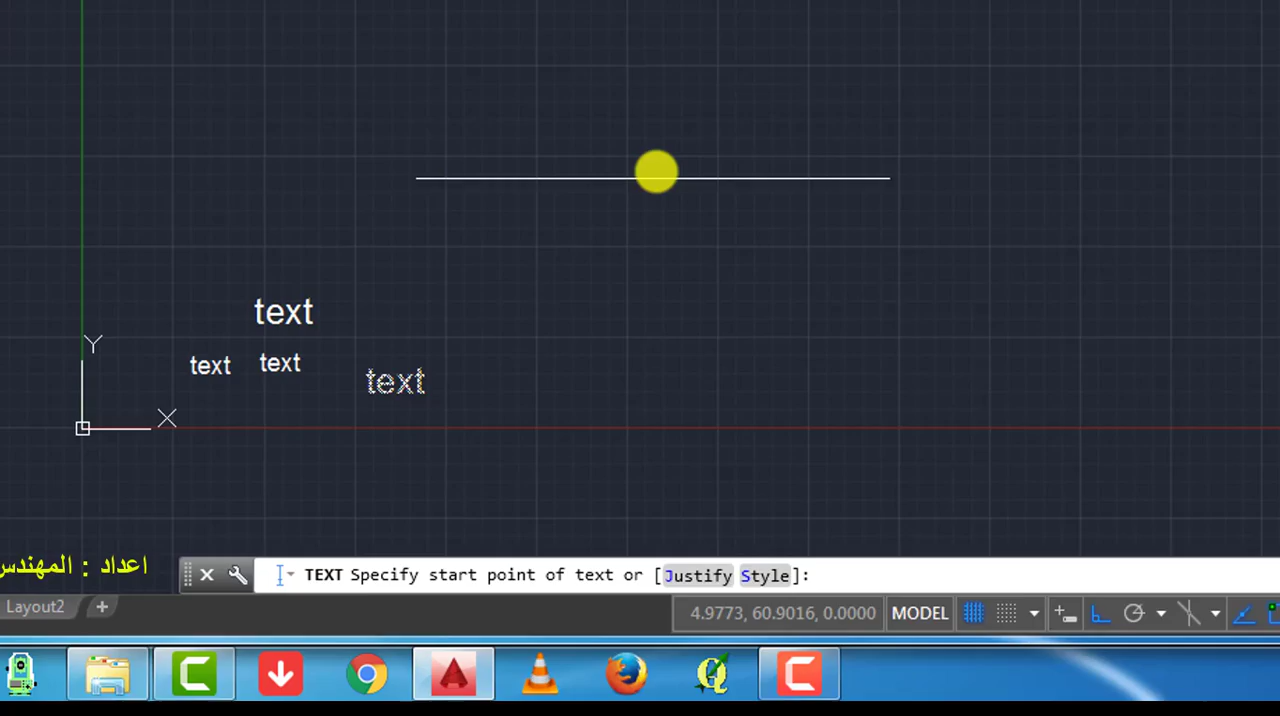 text
text text
text
Y
X
اعداد : المهندس
TEXT Specify start point of text or [Justify Style]:
Layout2 +
4.9773, 60.9016, 0.0000 MODEL